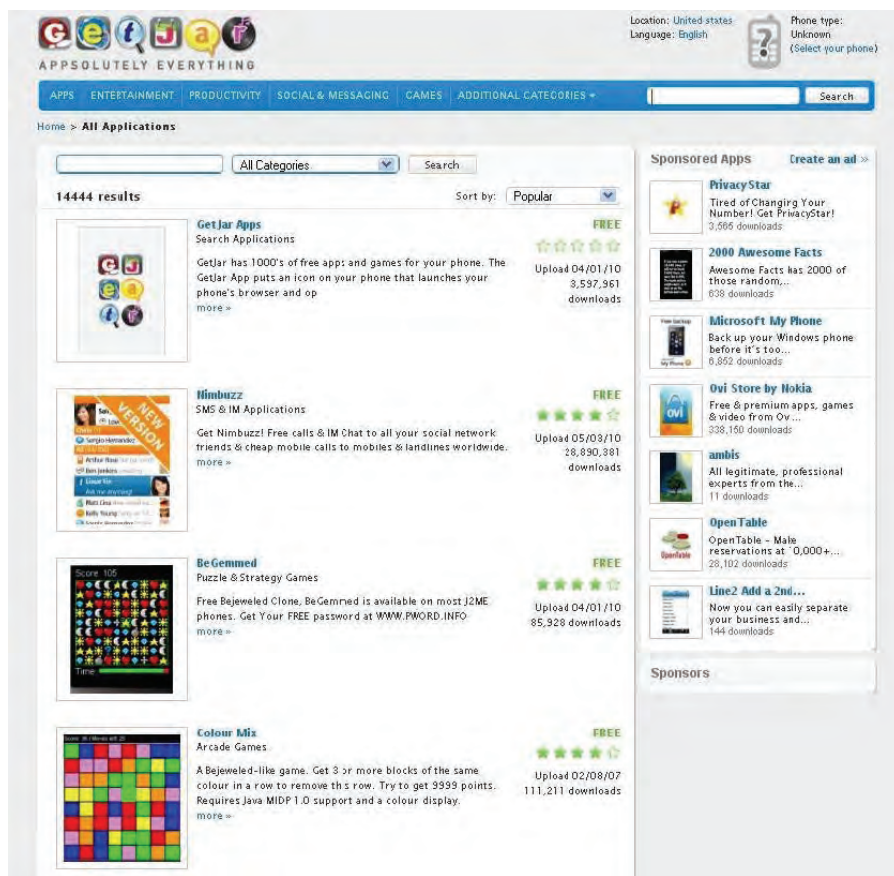 GetJar
APPSOLUTELY EVERYTHING
Location: United states
Language: English
Phone type:
Unknown
(Select your phone)
APPS ENTERTAINMENT PRODUCTIVITY SOCIAL & MESSAGING GAMES ADDITIONAL CATEGORIES
Search
Home > All Applications
All Categories
Search
14444 results
Sort by: Popular
GetJar Apps
Search Applications
GetJar has 1000's of free apps and games for your phone. The
GetJar App puts an icon on your phone that launches your
phone's browser and op
more »
FREE
Upload 04/01/10
3,597,961
downloads
GJ
ea
tr
NEW
VERSION
Sergio Hernandez
Nimbuzz
SMS & IM Applications
Get Nimbuzz! Free calls & IM Chat to all your social network
friends & cheap mobile calls to mobiles & landlines worldwide.
more »
FREE
Upload 05/03/10
28,890,381
downloads
Score 105
Time
BeGemmed
Puzzle & Strategy Games
Free Bejeweled Clone, BeGemmed is available on most J2ME
phones. Get Your FREE password at WWW.PWORD.INFO
more »
FREE
Upload 04/01/10
85,928 downloads
Colour Mix
Arcade Games
A Bejeweled-like game. Get 3 or more blocks of the same
colour in a row to remove this row. Try to get 9999 points.
Requires Java MIDP 1.0 support and a colour display.
more »
FREE
Upload 02/08/07
111,211 downloads
Sponsored Apps
Create an ad »
PrivacyStar
Tired of Changing Your
Number! Get PrivacyStar!
3,565 downloads
2000 Awesome Facts
Awesome Facts has 2000 of
those random,...
638 downloads
Microsoft My Phone
Back up your Windows phone
before it's too...
6,852 downloads
ovi
Ovi Store by Nokia
Free & premium apps, games
& video from Ov...
338,150 downloads
ambis
All legitimate, professional
experts from the...
11 downloads
OpenTable
OpenTable
OpenTable - Make
reservations at 10,000+...
28,102 downloads
Line2 Add a 2nd...
Now you can easily separate
your business and...
144 downloads
Sponsors